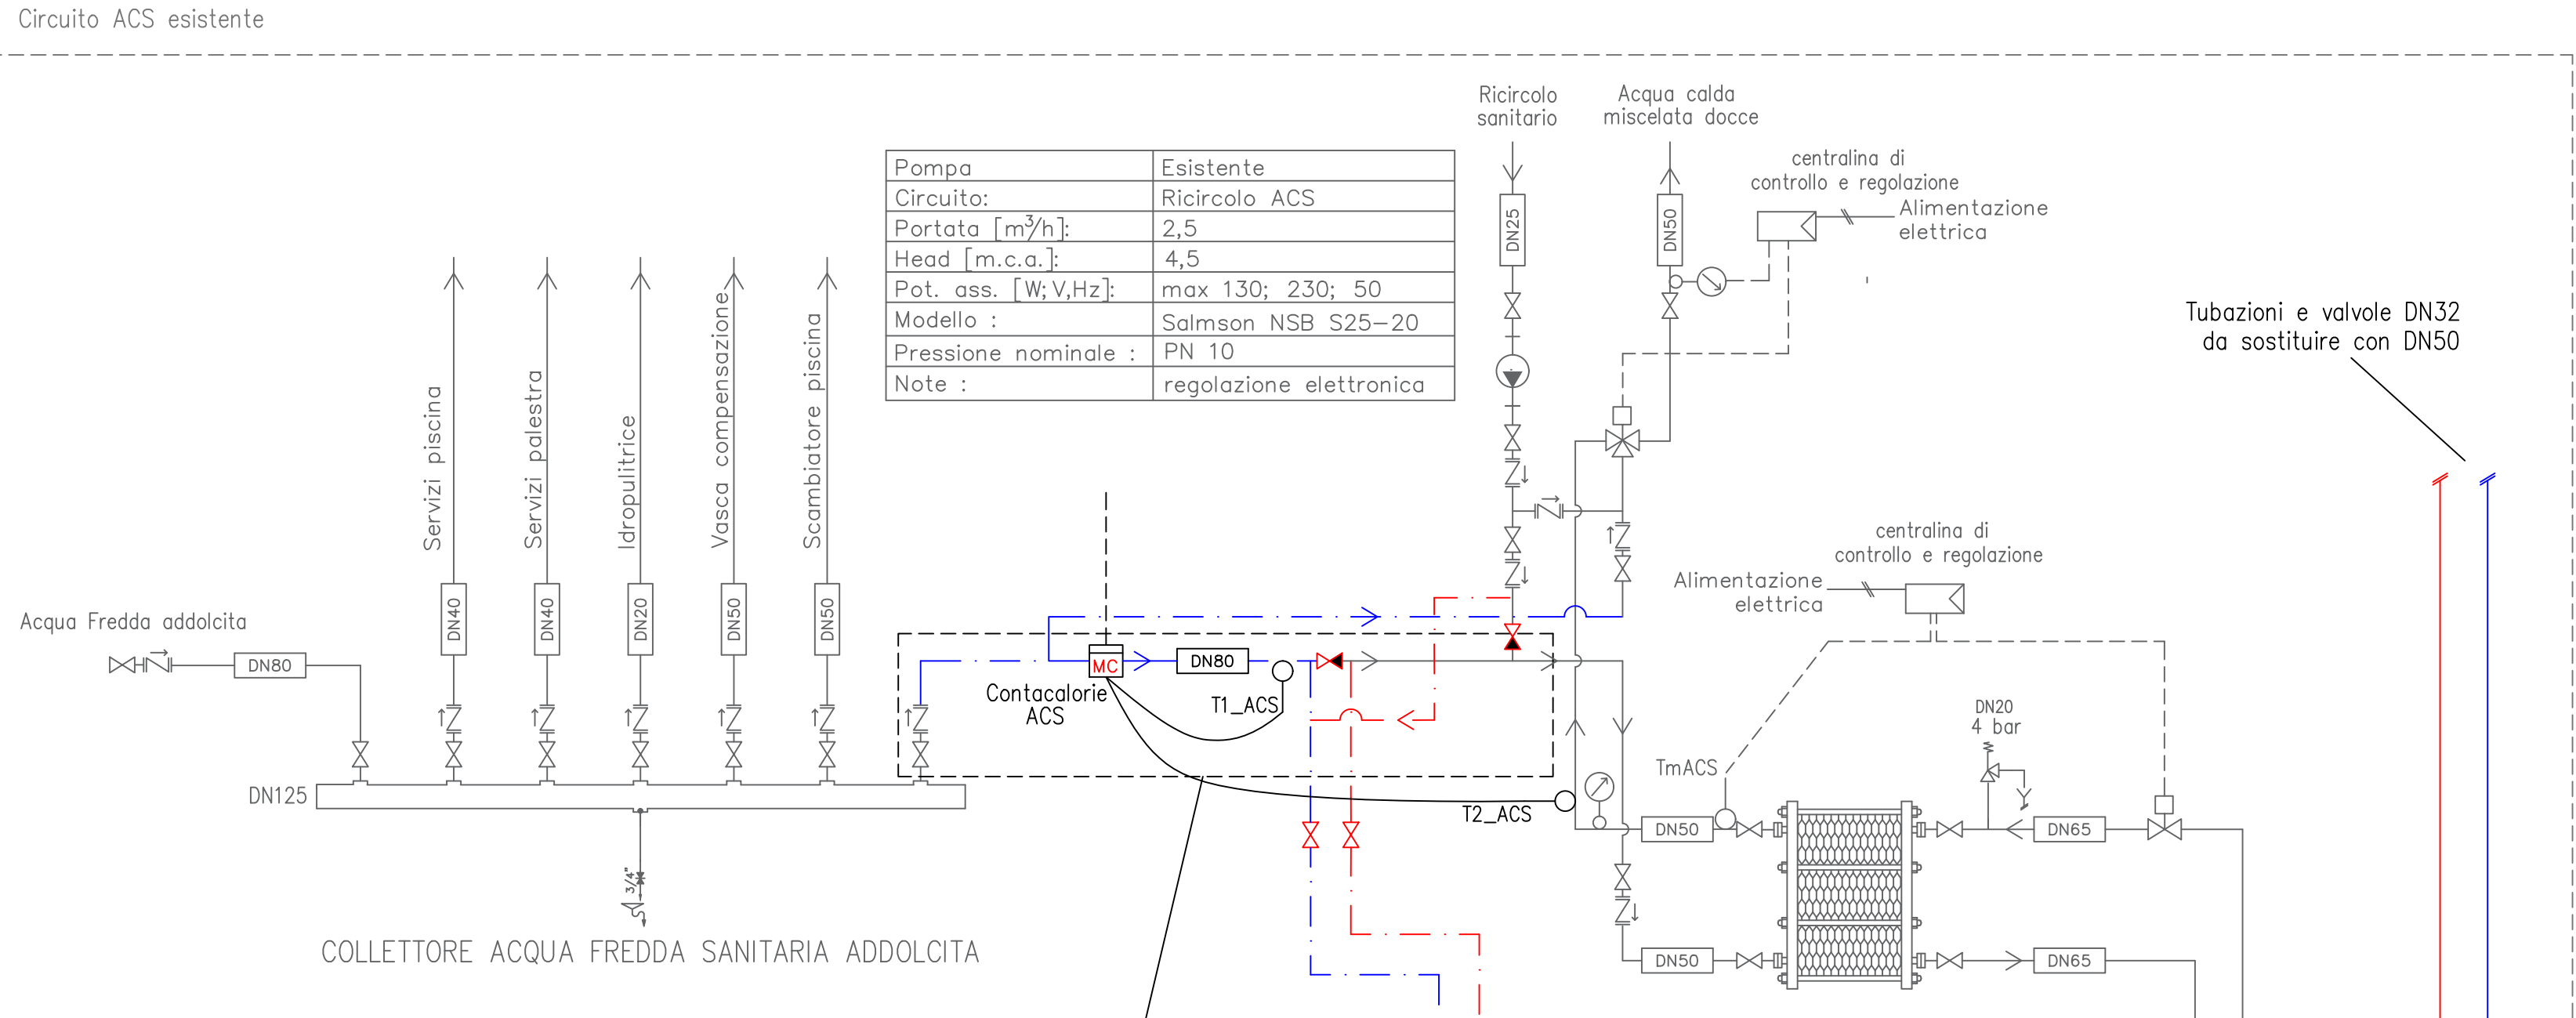 Circuito ACS esistente
Ricircolo
sanitario
Acqua calda
miscelata docce
centralina di
controllo e regolazione
Alimentazione
elettrica
Pompa Esistente
Circuito: Ricircolo ACS
Portata [m³/h]: 2,5
Head [m.c.a.]: 4,5
Pot. ass. [W;V,Hz]: max 130; 230; 50
Modello : Salmson NSB S25-20
Pressione nominale : PN 10
Note : regolazione elettronica
DN25
DN50
Tubazioni e valvole DN32
da sostituire con DN50
Servizi piscina
Servizi palestra
Idropulitrice
Vasca compensazione
Scambiatore piscina
centralina di
controllo e regolazione
Alimentazione
elettrica
Acqua Fredda addolcita
DN80
DN40
DN40
DN20
DN50
DN50
MC
DN80
Contacalorie
ACS
T1_ACS
DN20
4 bar
TmACS
DN125
T2_ACS
DN50
DN65
3/4"
COLLETTORE ACQUA FREDDA SANITARIA ADDOLCITA
DN50
DN65